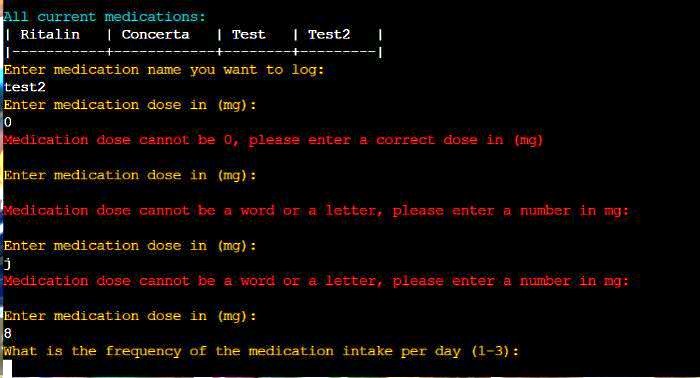 All current medications:
| Ritalin | Concerta | Test | Test2 |
|-----------+------------+--------+---------|
Enter medication name you want to log:
test2
Enter medication dose in (mg):
0
Medication dose cannot be 0, please enter a correct dose in (mg)
Enter medication dose in (mg):
Medication dose cannot be a word or a letter, please enter a number in mg:
Enter medication dose in (mg):
j
Medication dose cannot be a word or a letter, please enter a number in mg:
Enter medication dose in (mg):
8
What is the frequency of the medication intake per day (1-3):